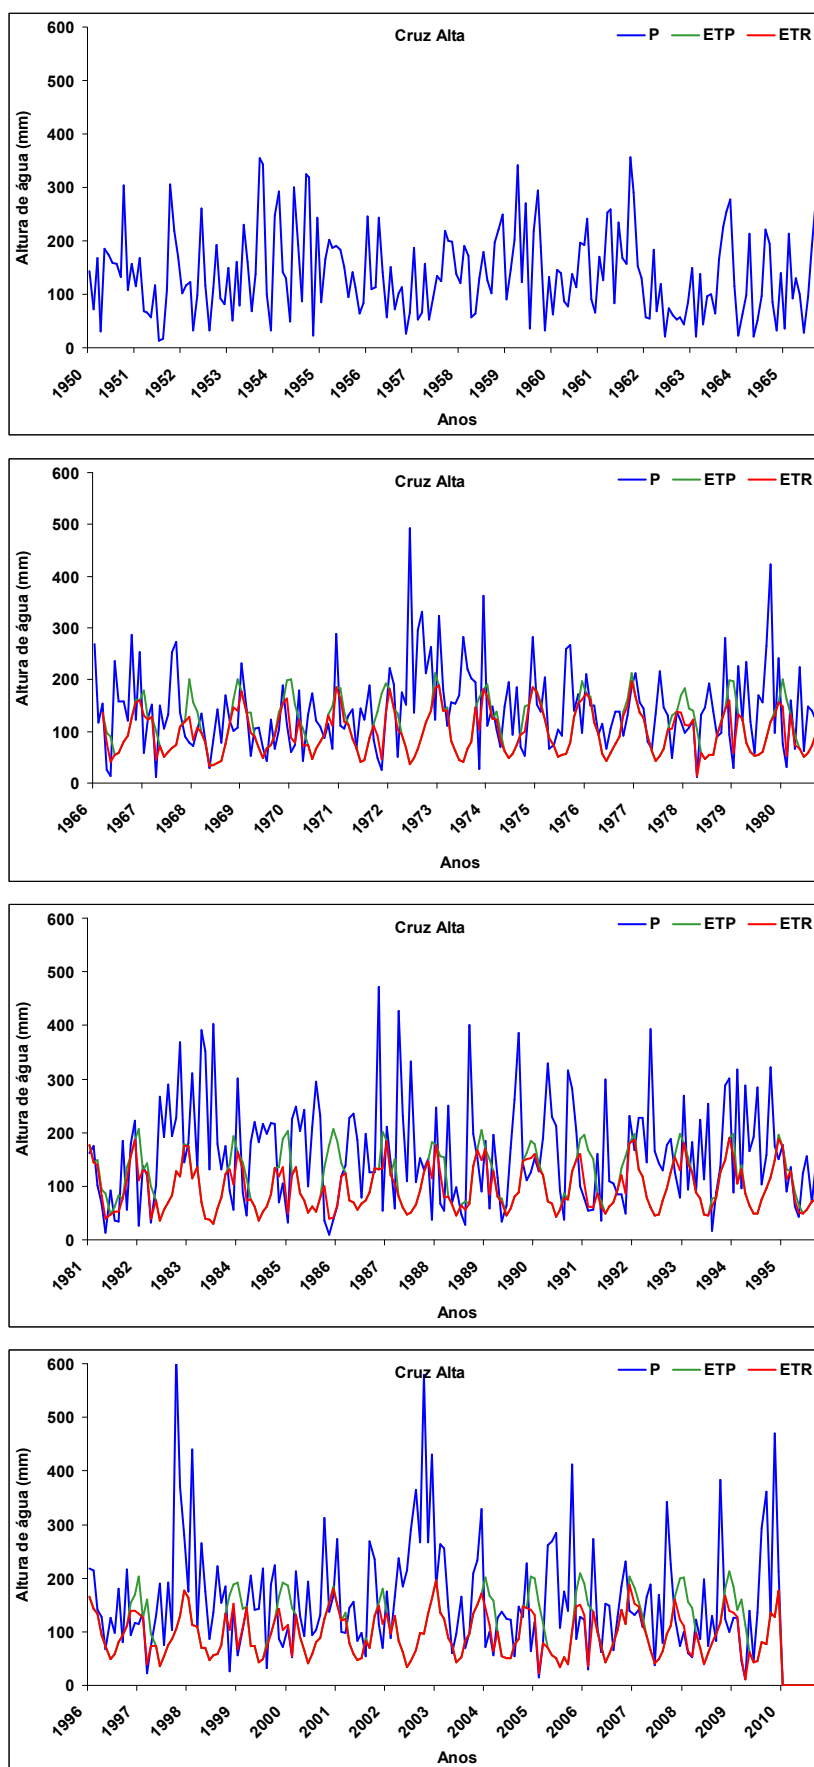 Cruz Alta
P ETP ETR
Altura de água (mm)
600
500
400
300
200
100
0
1950 1951 1952 1953 1954 1955 1956 1957 1958 1959 1960 1961 1962 1963 1964 1965
Anos
Cruz Alta
P ETP ETR
Altura de água (mm)
600
500
400
300
200
100
0
1966 1967 1968 1969 1970 1971 1972 1973 1974 1975 1976 1977 1978 1979 1980
Anos
Cruz Alta
P ETP ETR
Altura de água (mm)
600
500
400
300
200
100
0
1981 1982 1983 1984 1985 1986 1987 1988 1989 1990 1991 1992 1993 1994 1995
Anos
Cruz Alta
P ETP ETR
Altura de água (mm)
600
500
400
300
200
100
0
1996 1997 1998 1999 2000 2001 2002 2003 2004 2005 2006 2007 2008 2009 2010
Anos